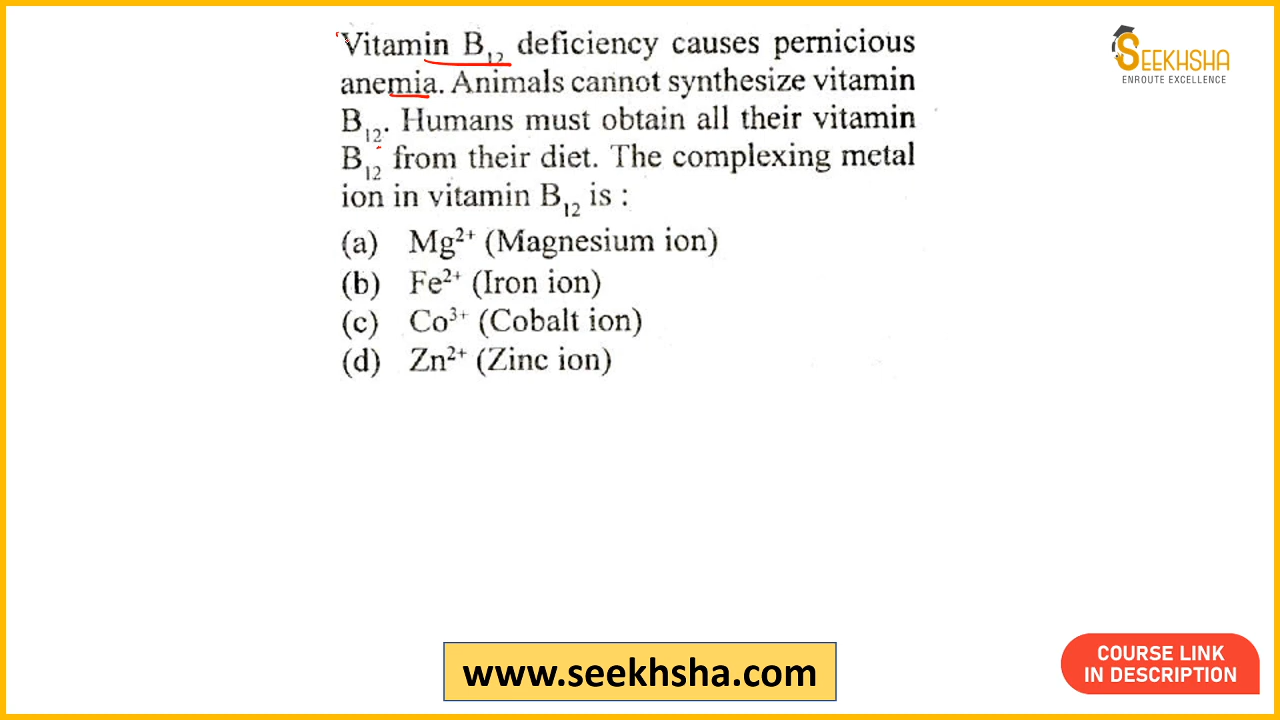 Vitamin B₁₂ deficiency causes pernicious
anemia. Animals cannot synthesize vitamin
B₁₂. Humans must obtain all their vitamin
B₁₂ from their diet. The complexing metal
ion in vitamin B₁₂ is :
(a) Mg²⁺ (Magnesium ion)
(b) Fe²⁺ (Iron ion)
(c) Co³⁺ (Cobalt ion)
(d) Zn²⁺ (Zinc ion)
SEEKHSHA
ENROUTE EXCELLENCE
www.seekhsha.com
COURSE LINK
IN DESCRIPTION